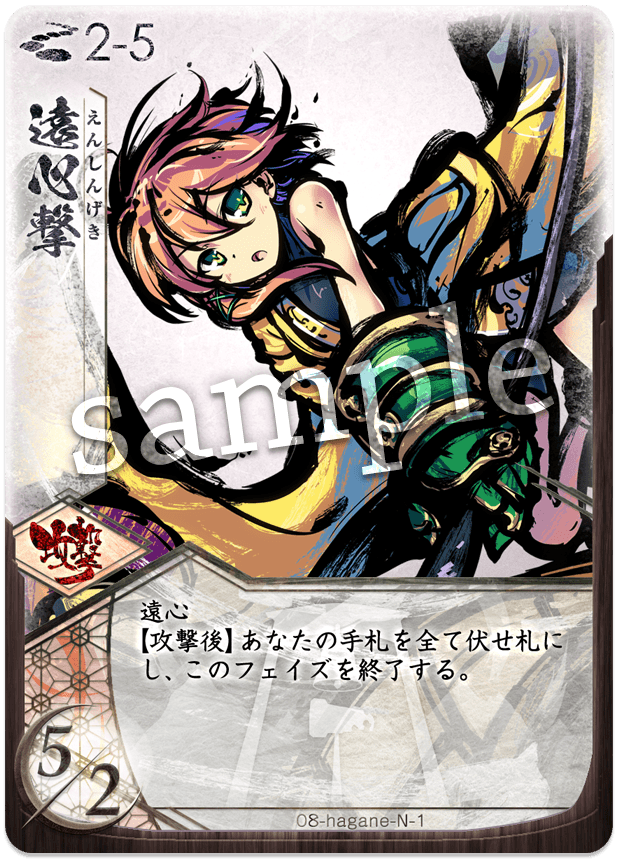 2-5
遠心撃
えんしんげき
sample
攻撃
遠心
【攻撃後】あなたの手札を全て伏せ札に
し、このフェイズを終了する。
5/2
08-hagane-N-1